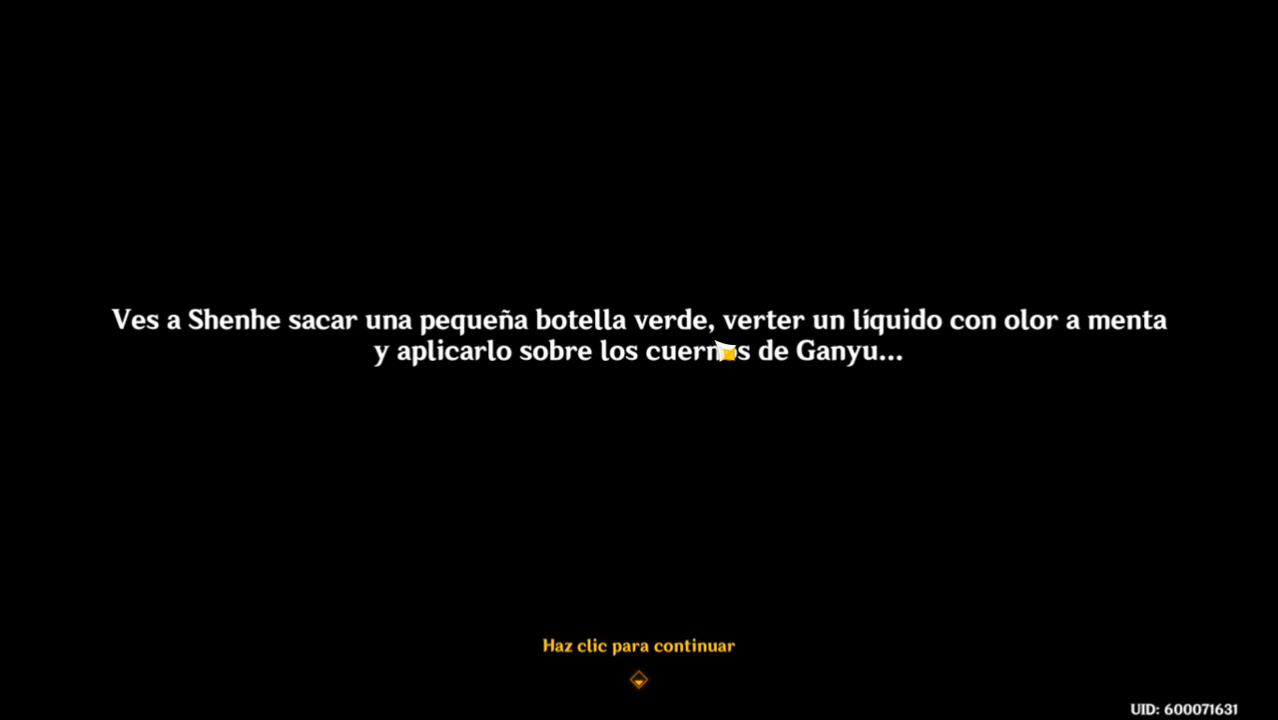 Ves a Shenhe sacar una pequeña botella verde, verter un líquido con olor a menta
y aplicarlo sobre los cuernos de Ganyu...
Haz clic para continuar
UID: 600071631